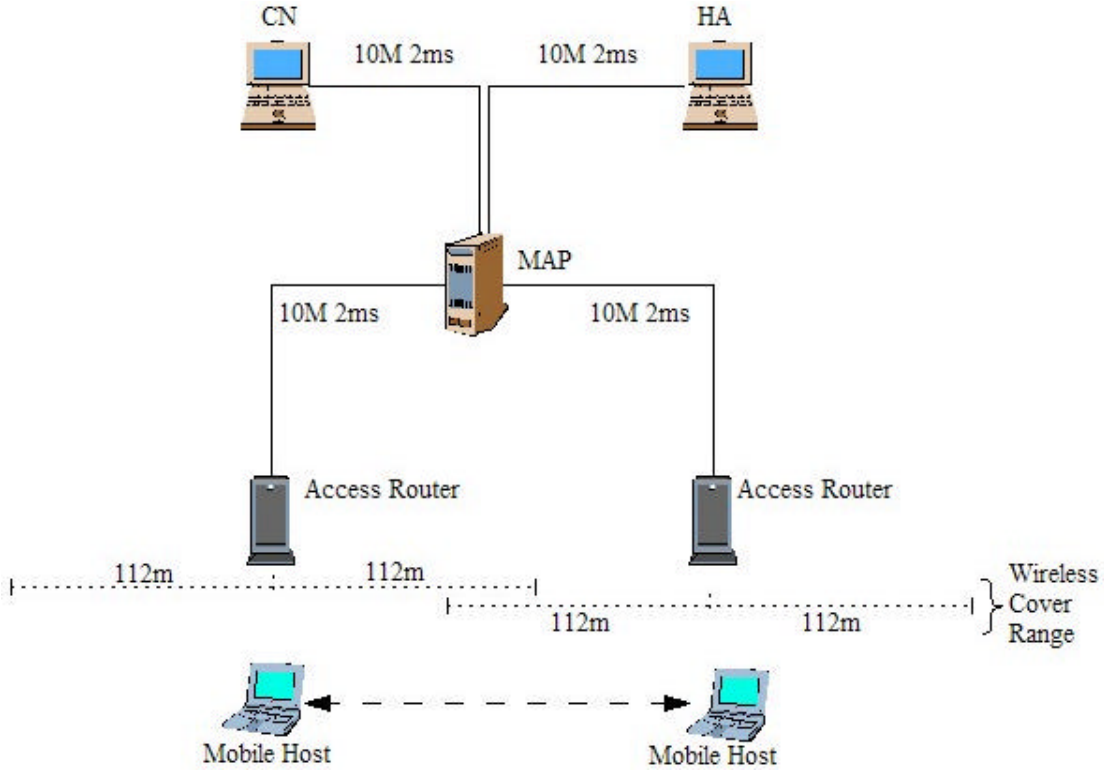 CN
HA
10M 2ms
10M 2ms
MAP
10M 2ms
10M 2ms
Access Router
Access Router
112m
112m
112m
112m
Wireless
Cover
Range
Mobile Host
Mobile Host